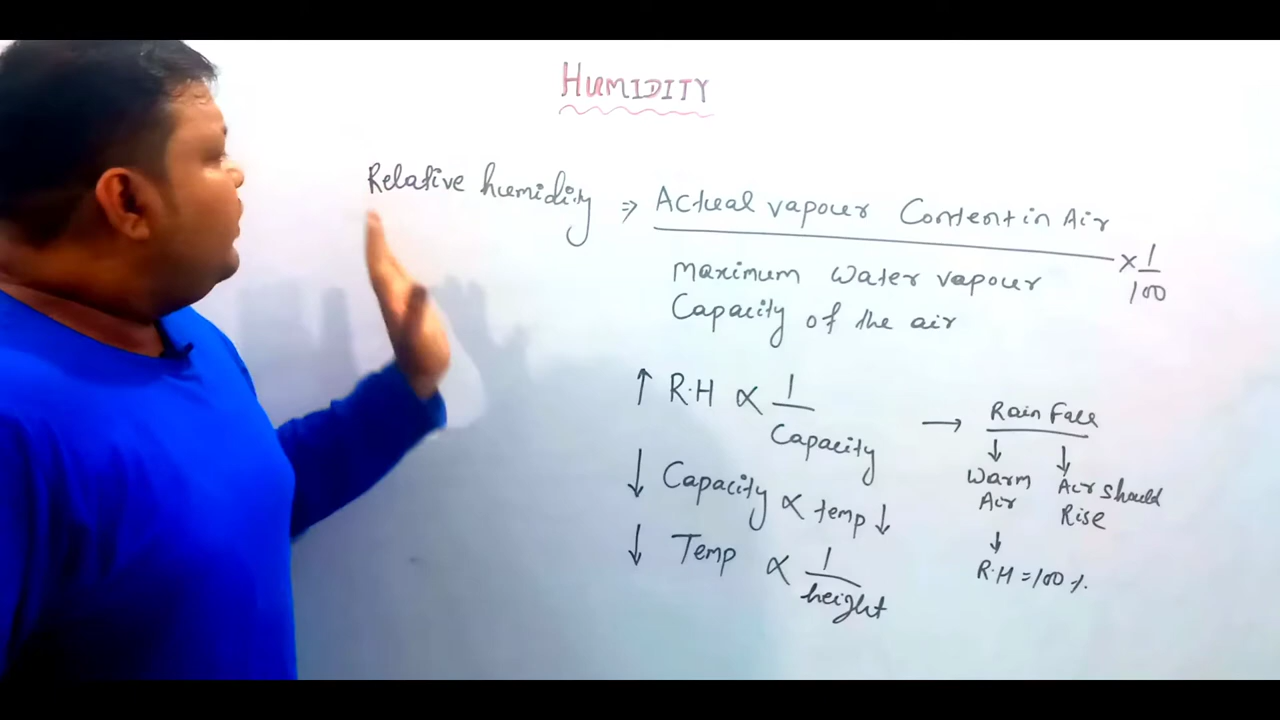 HUMIDITY
Relative humidity ⇒ Actual vapour Content in Air × 1/100
Maximum Water vapour
Capacity of the air
↑ R.H ∝ 1/Capacity
↓ Capacity ∝ temp ↓
↓ Temp ∝ 1/height
→ Rain Fall
↓ ↓
Warm Air
Air should Rise
↓
R.H = 100 %